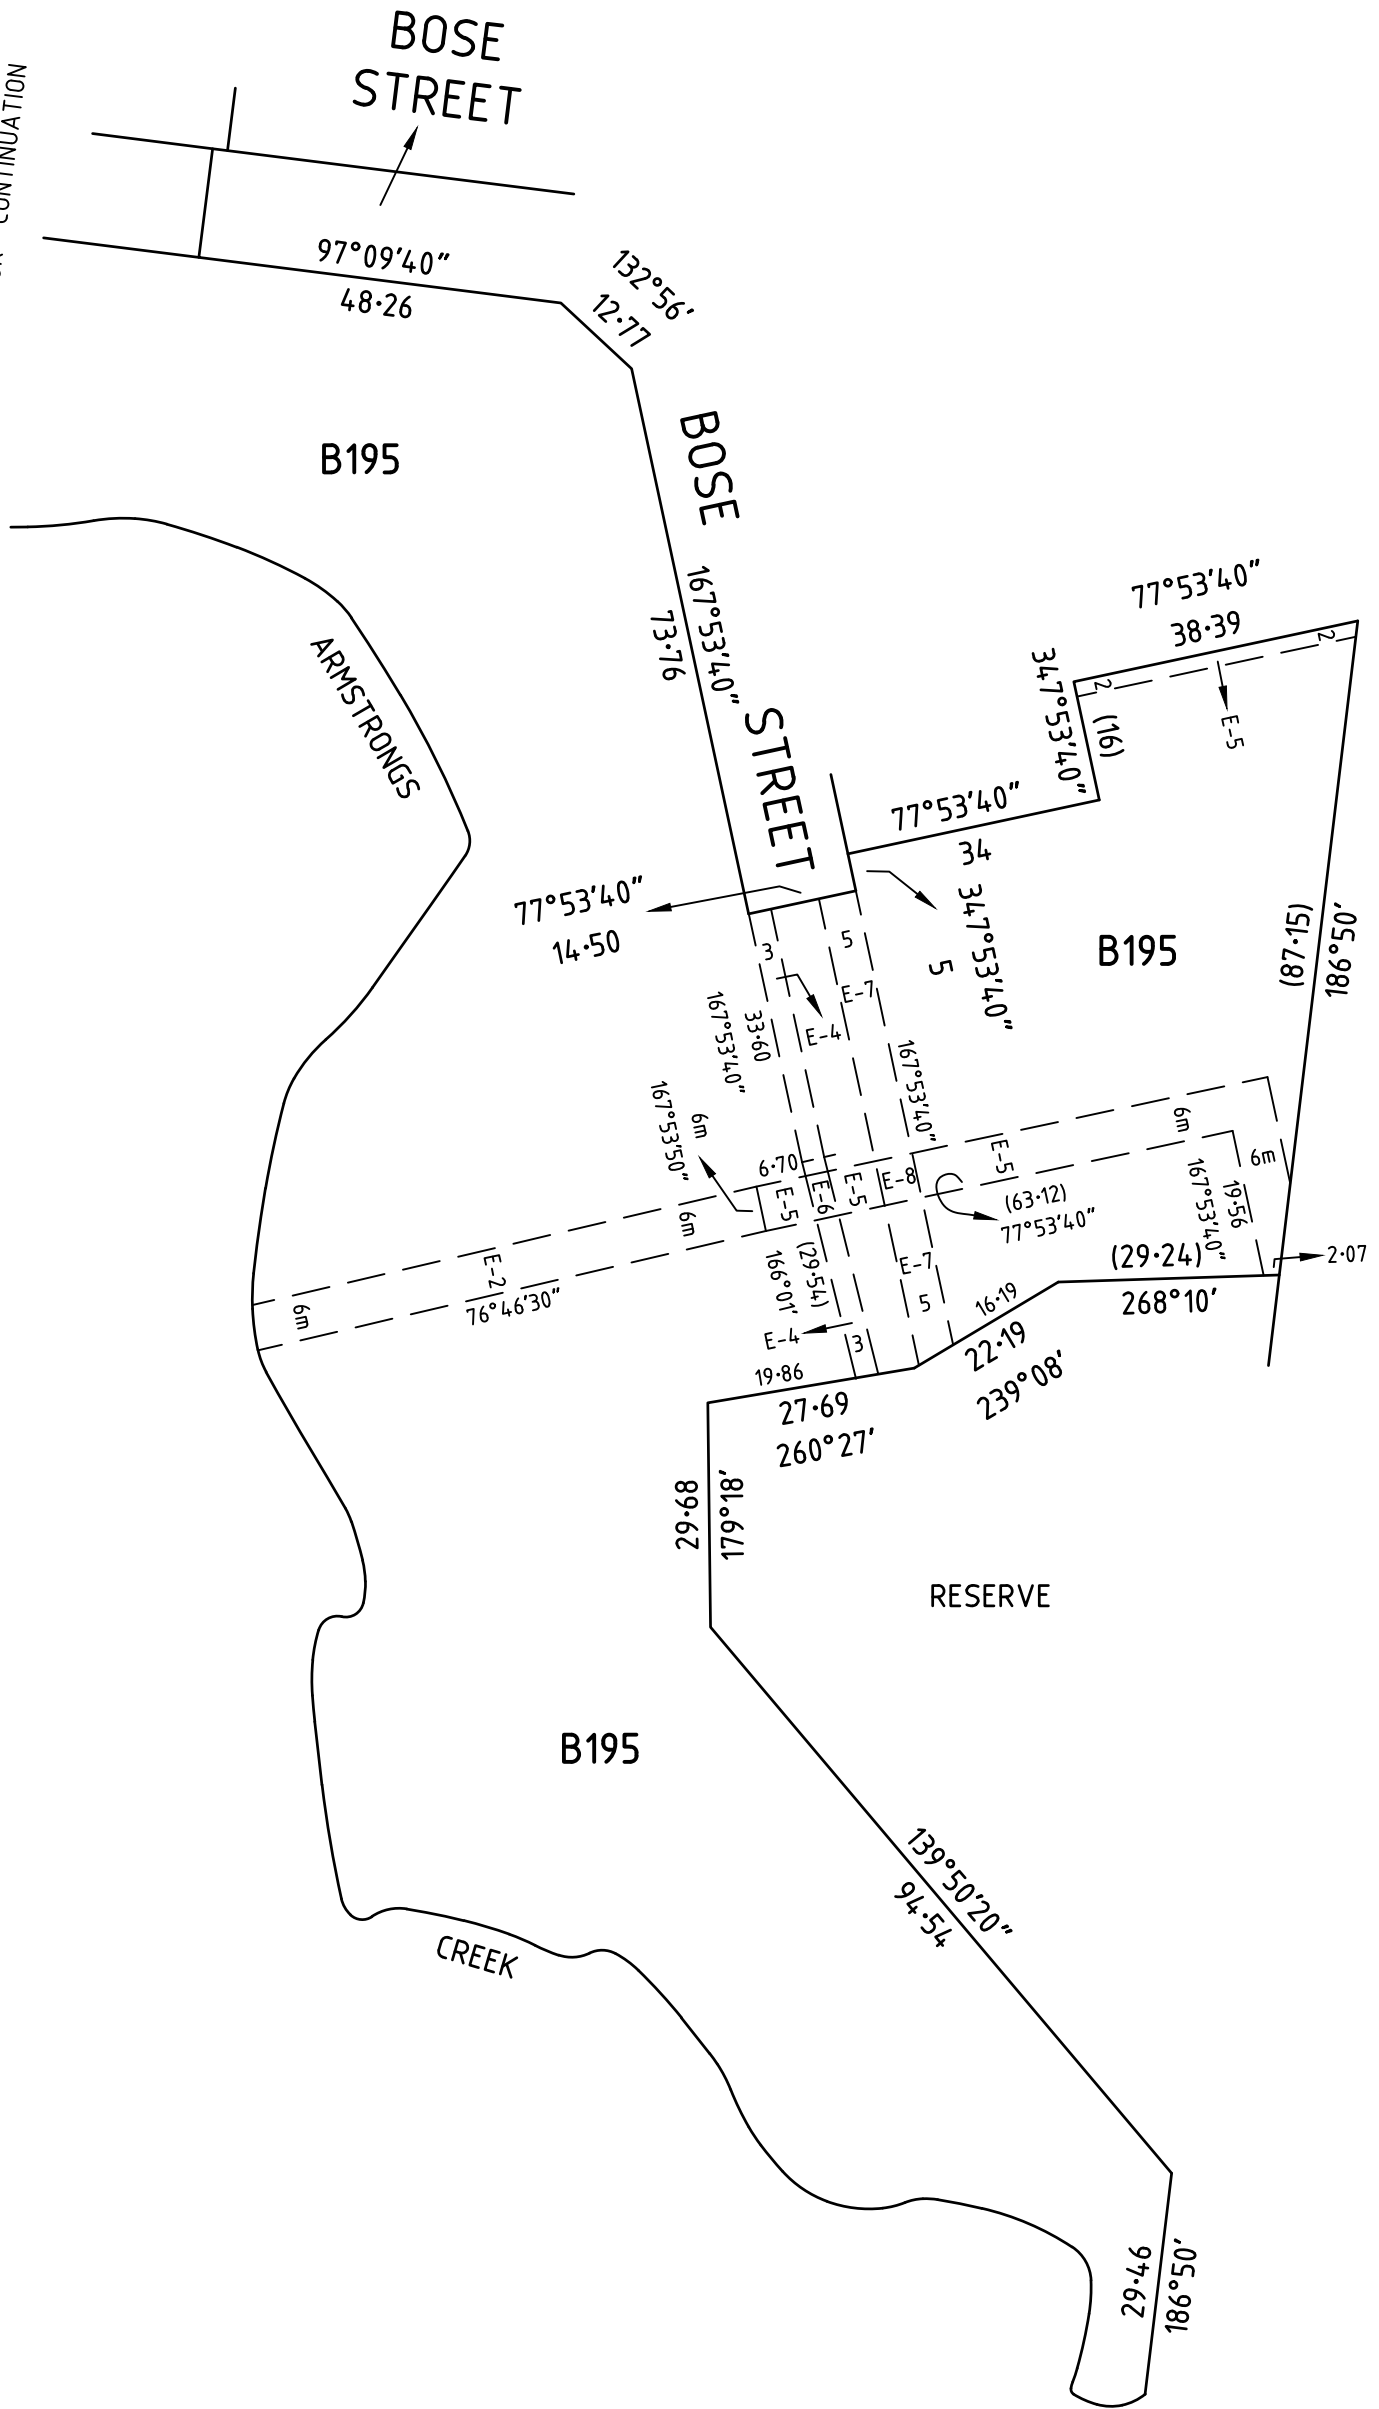 BOSE
STREET
CONTINUATION
97°09'40"
48·26
132°56'
12·77
B195
BOSE
STREET
167°53'40"
73·76
ARMSTRONGS
77°53'40"
38·39
2
2
E-5
347°53'40"
(16)
77°53'40"
34
77°53'40"
14·50
347°53'40"
5
B195
(87·15)
186°50'
3
5
E-7
E-4
33·60
167°53'40"
167°53'40"
6m
167°53'50"
6·70
E-5
E-6
E-5
E-8
E-5
6m
6m
(63·12)
77°53'40"
19·56
167°53'40"
6m
E-2
76°46'30"
6m
(29·54)
166°01'
E-7
5
E-4
3
(29·24)
268°10'
2·07
16·19
22·19
239°08'
19·86
27·69
260°27'
29·68
179°18'
RESERVE
B195
139°50'20"
94·54
CREEK
29·46
186°50'